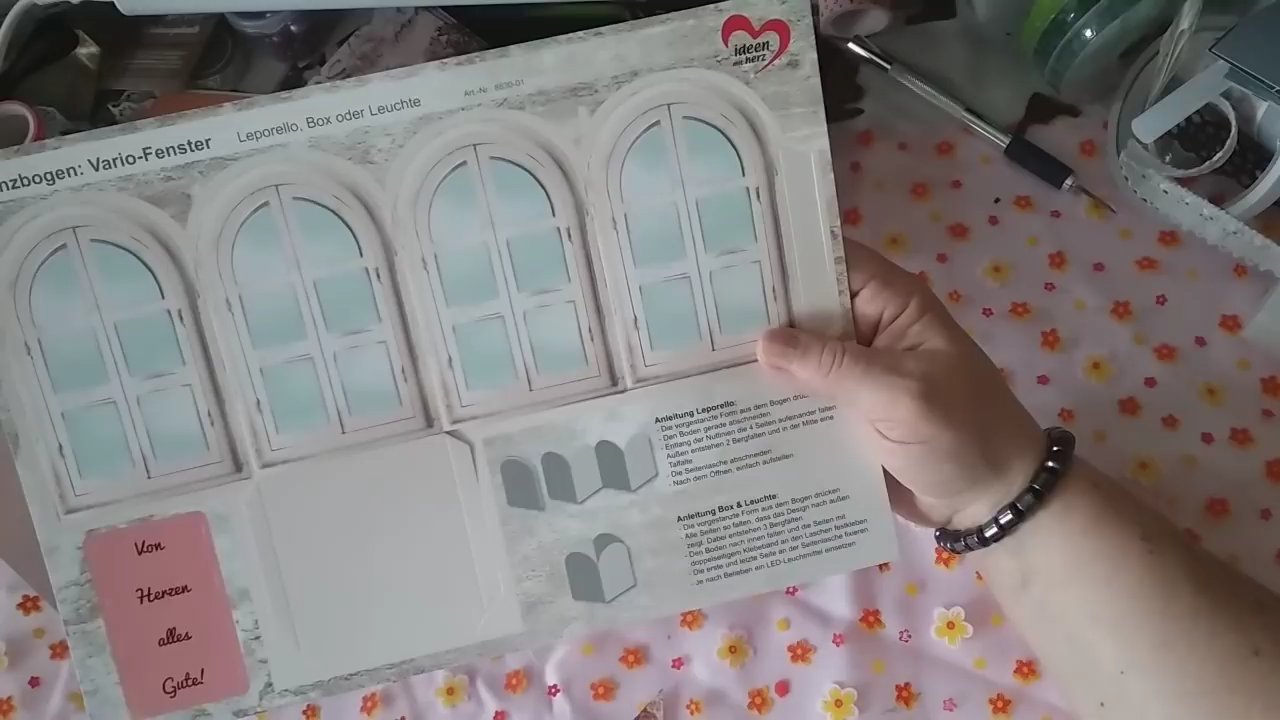 ideen
mit herz
nzbogen: Vario-Fenster Leporello, Box oder Leuchte Art.-Nr. 8830-01
Anleitung Leporello:
- Die vorgestanzte Form aus dem Bogen
- Den Boden gerade abschneiden.
- Entlang der Nutlinien die 4 Seiten aufeinander falten
Außen entstehen 2 Bergfalten und in der Mitte eine
Talfalte
- Die Seitenlasche abschneiden
- Nach dem Öffnen, einfach aufstellen
Anleitung Box & Leuchte:
- Die vorgestanzte Form aus dem Bogen drücken
- Alle Seiten so falten, dass das Design nach außen
zeigt. Dabei entstehen 3 Bergfalten
- Den Boden nach innen falten und die Seiten mit
doppelseitigem Klebeband an den Laschen festkleben
- Die erste und letzte Seite an der Seitenlasche fixieren
- Je nach Belieben ein LED-Leuchtmittel einsetzen
Von
Herzen
alles
Gute!